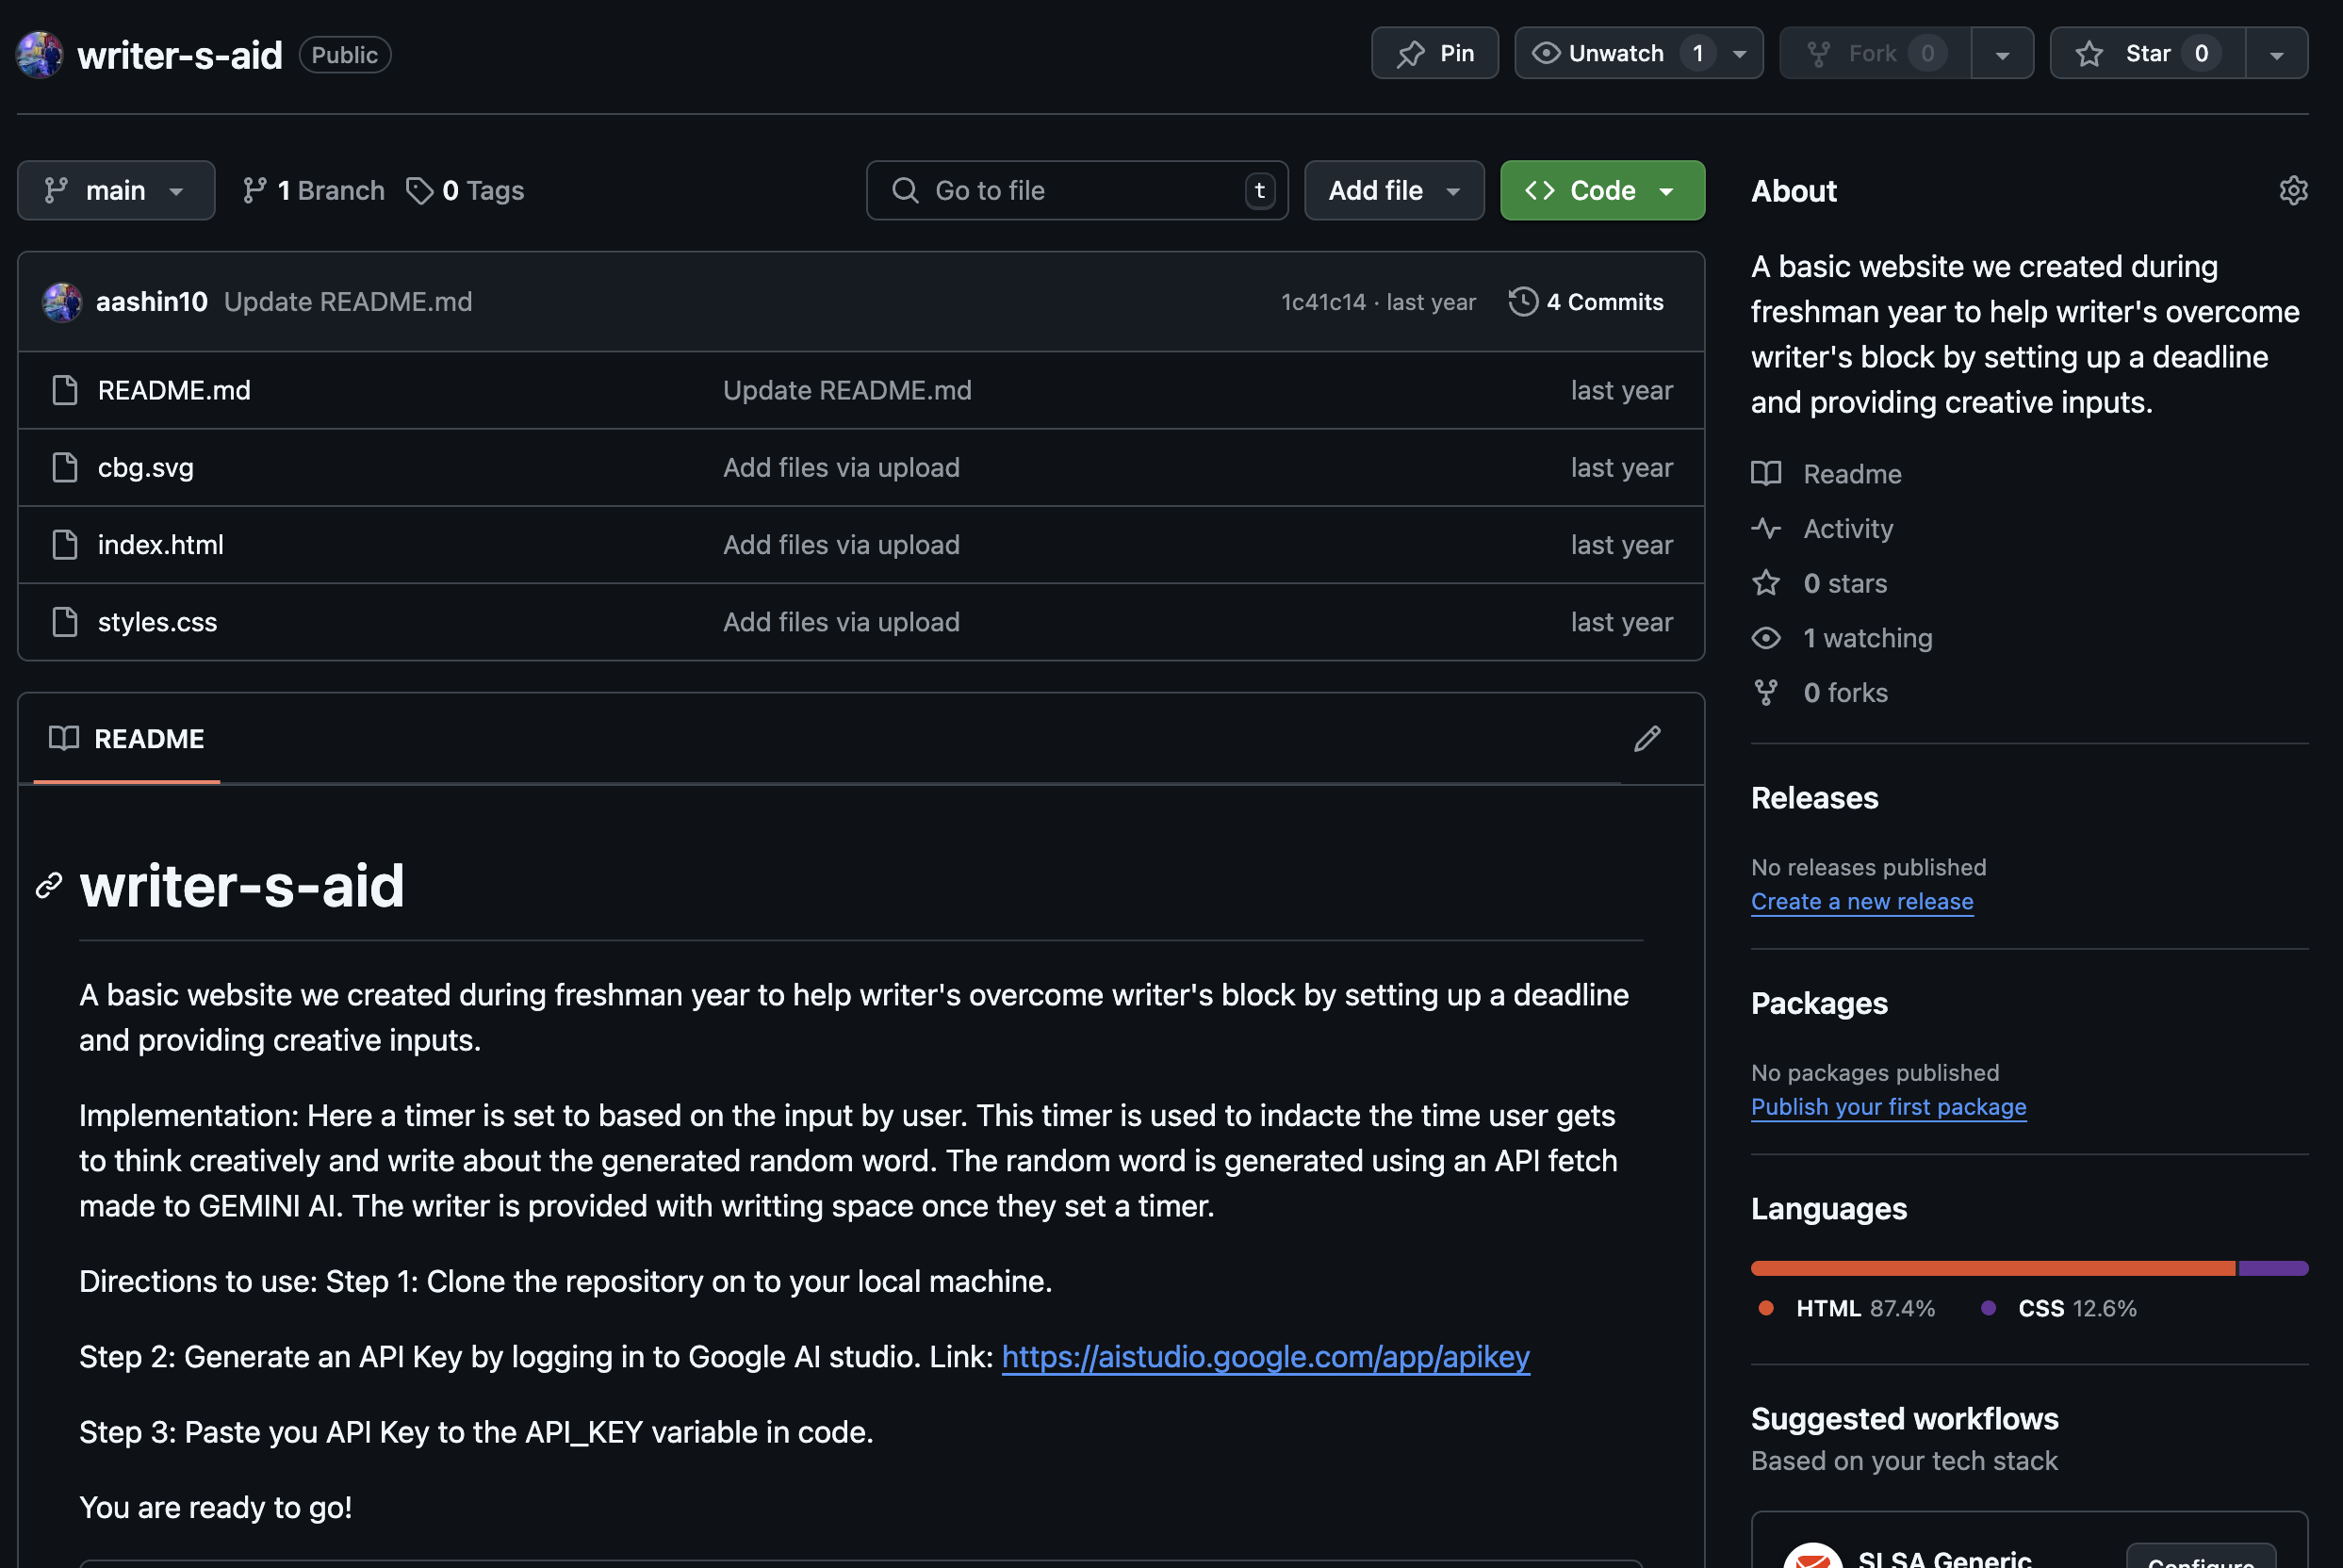 writer-s-aid Public
Pin
Unwatch 1
Fork 0
Star 0
main
1 Branch
0 Tags
Go to file t
Add file
Code
aashin10 Update README.md 1c41c14 · last year 4 Commits
README.md Update README.md last year
cbg.svg Add files via upload last year
index.html Add files via upload last year
styles.css Add files via upload last year
README
writer-s-aid
A basic website we created during freshman year to help writer's overcome writer's block by setting up a deadline
and providing creative inputs.
Implementation: Here a timer is set to based on the input by user. This timer is used to indacte the time user gets
to think creatively and write about the generated random word. The random word is generated using an API fetch
made to GEMINI AI. The writer is provided with writting space once they set a timer.
Directions to use: Step 1: Clone the repository on to your local machine.
Step 2: Generate an API Key by logging in to Google AI studio. Link: https://aistudio.google.com/app/apikey
Step 3: Paste you API Key to the API_KEY variable in code.
You are ready to go!
About
A basic website we created during
freshman year to help writer's overcome
writer's block by setting up a deadline
and providing creative inputs.
Readme
Activity
0 stars
1 watching
0 forks
Releases
No releases published
Create a new release
Packages
No packages published
Publish your first package
Languages
HTML 87.4% CSS 12.6%
Suggested workflows
Based on your tech stack
SLSA Generic Configure